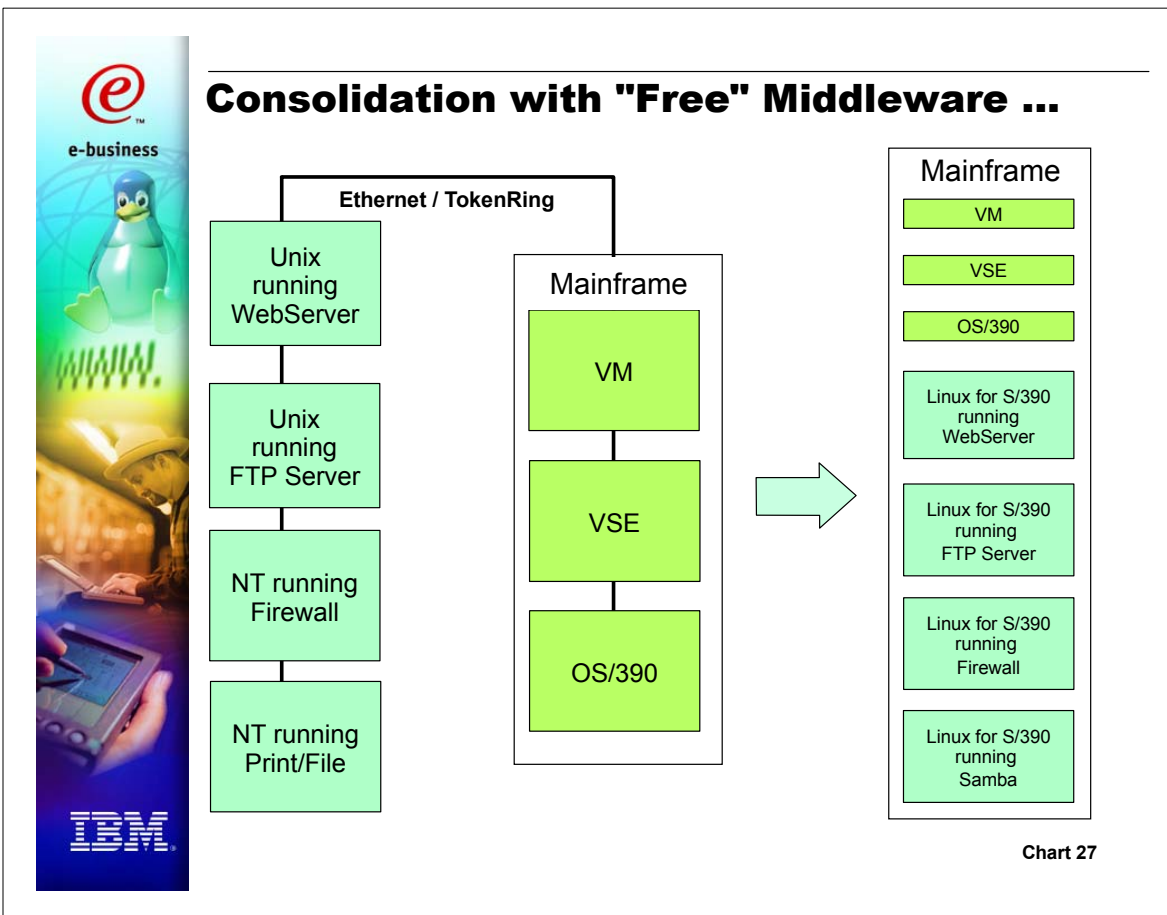 e
TM
e-business
WWW.
IBM
Consolidation with "Free" Middleware ...
Ethernet / TokenRing
Unix
running
WebServer
Unix
running
FTP Server
NT running
Firewall
NT running
Print/File
Mainframe
VM
VSE
OS/390
Mainframe
VM
VSE
OS/390
Linux for S/390
running
WebServer
Linux for S/390
running
FTP Server
Linux for S/390
running
Firewall
Linux for S/390
running
Samba
Chart 27